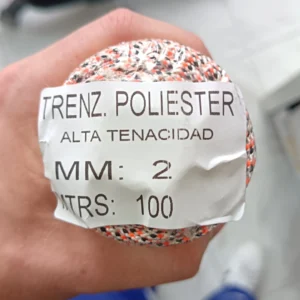 TRENZ. POLIESTER
ALTA TENACIDAD
MM: 2
MTRS: 100